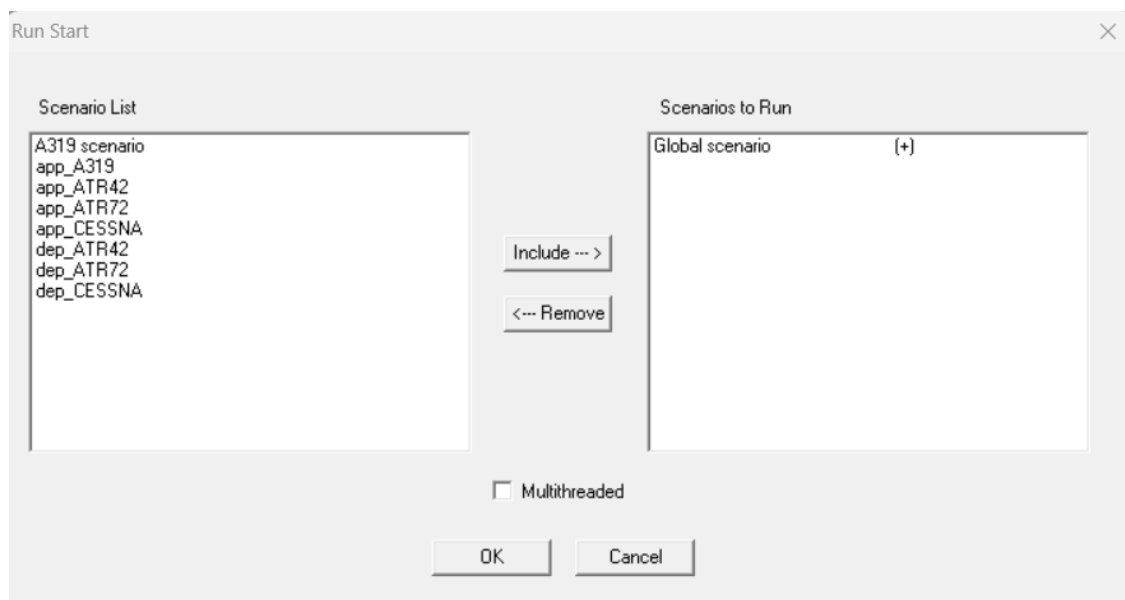 Run Start
Scenario List
A319 scenario
app_A319
app_ATR42
app_ATR72
app_CESSNA
dep_ATR42
dep_ATR72
dep_CESSNA
Include --- >
<--- Remove
Scenarios to Run
Global scenario (+)
Multithreaded
OK
Cancel